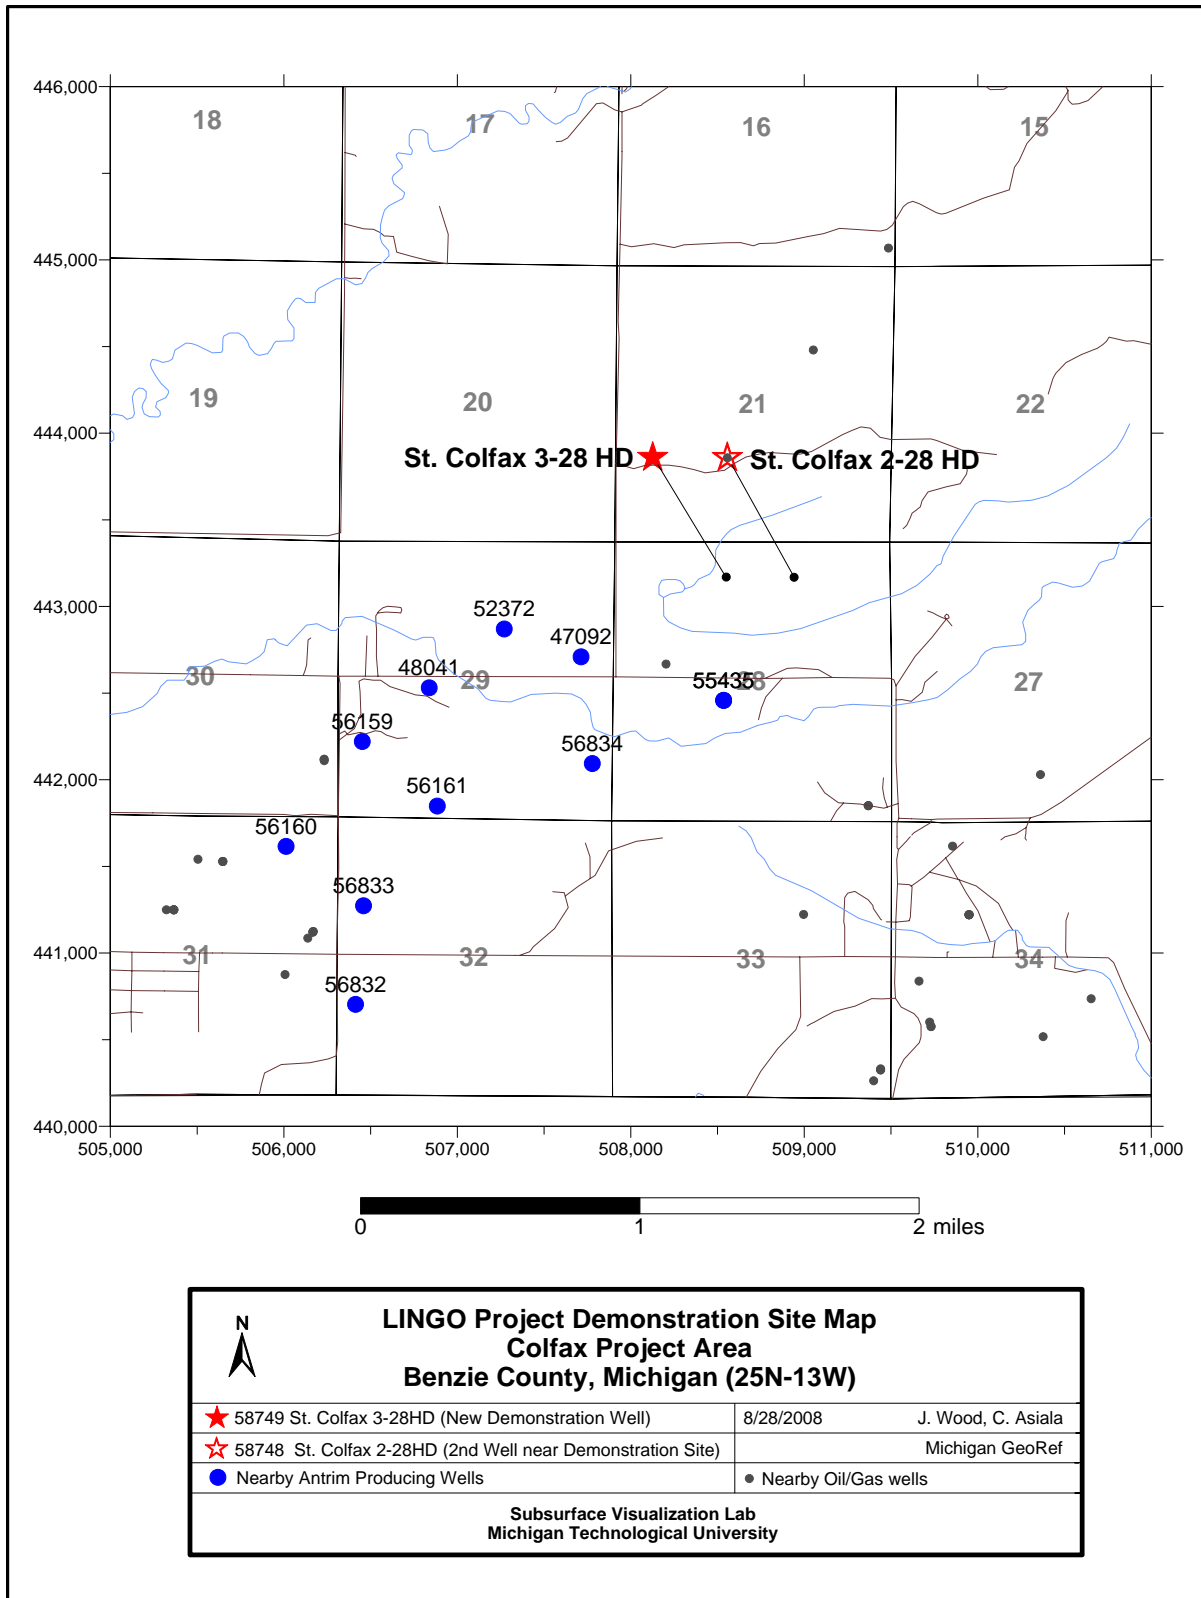 446,000
18
17
16
15
445,000
19
20
21
22
444,000
St. Colfax 3-28 HD
St. Colfax 2-28 HD
443,000
52372
47092
48041
30
29
55435
28
27
56159
56834
442,000
56161
56160
56833
441,000
31
32
33
34
56832
440,000
505,000
506,000
507,000
508,000
509,000
510,000
511,000
0
1
2 miles
N
LINGO Project Demonstration Site Map
Colfax Project Area
Benzie County, Michigan (25N-13W)
58749 St. Colfax 3-28HD (New Demonstration Well)
8/28/2008
J. Wood, C. Asiala
58748 St. Colfax 2-28HD (2nd Well near Demonstration Site)
Michigan GeoRef
Nearby Antrim Producing Wells
Nearby Oil/Gas wells
Subsurface Visualization Lab
Michigan Technological University